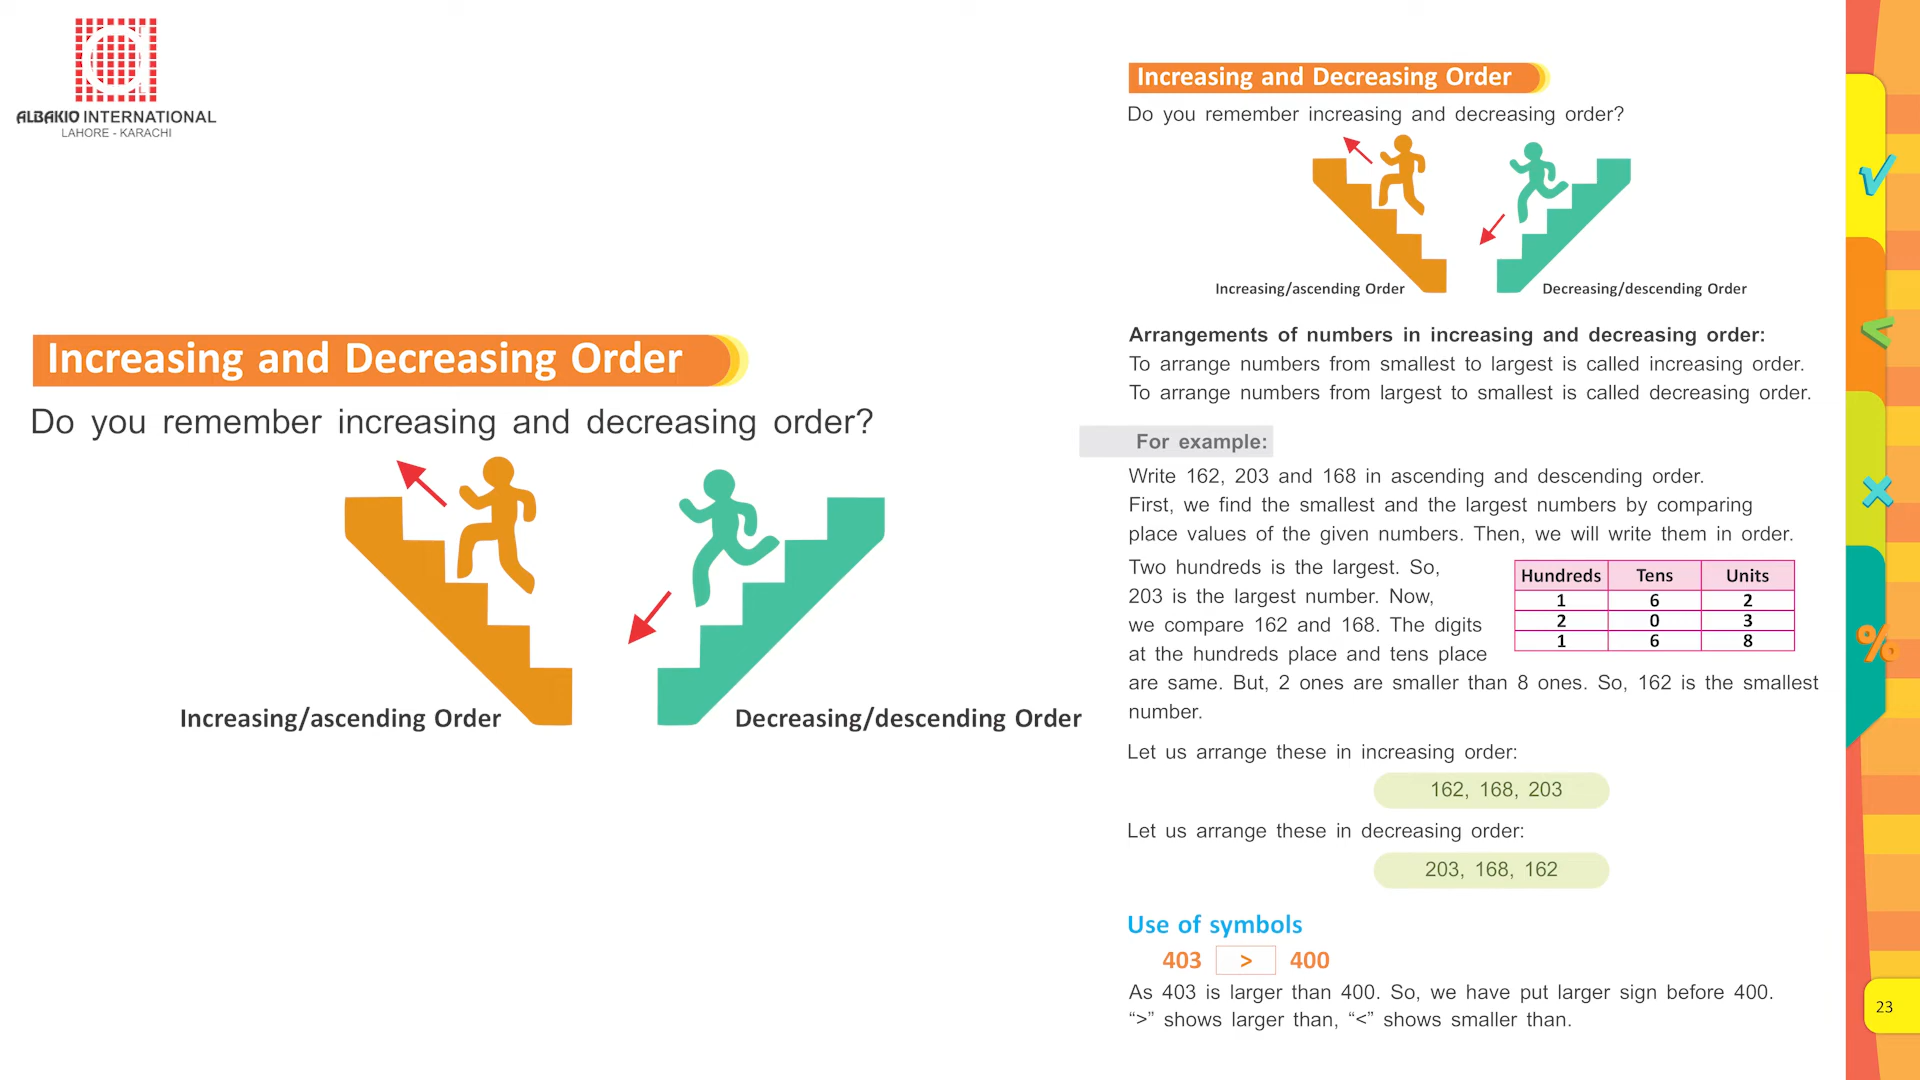 ALBAKIO INTERNATIONAL
LAHORE - KARACHI
Increasing and Decreasing Order
Do you remember increasing and decreasing order?
Increasing/ascending Order
Decreasing/descending Order
Increasing and Decreasing Order
Do you remember increasing and decreasing order?
Increasing/ascending Order
Decreasing/descending Order
Arrangements of numbers in increasing and decreasing order:
To arrange numbers from smallest to largest is called increasing order.
To arrange numbers from largest to smallest is called decreasing order.
For example:
Write 162, 203 and 168 in ascending and descending order.
First, we find the smallest and the largest numbers by comparing
place values of the given numbers. Then, we will write them in order.
Two hundreds is the largest. So,
203 is the largest number. Now,
we compare 162 and 168. The digits
at the hundreds place and tens place
are same. But, 2 ones are smaller than 8 ones. So, 162 is the smallest
number.
Hundreds Tens Units
1 6 2
2 0 3
1 6 8
Let us arrange these in increasing order:
162, 168, 203
Let us arrange these in decreasing order:
203, 168, 162
Use of symbols
403 > 400
As 403 is larger than 400. So, we have put larger sign before 400.
“>” shows larger than, “<” shows smaller than.
√
<
×
%
23